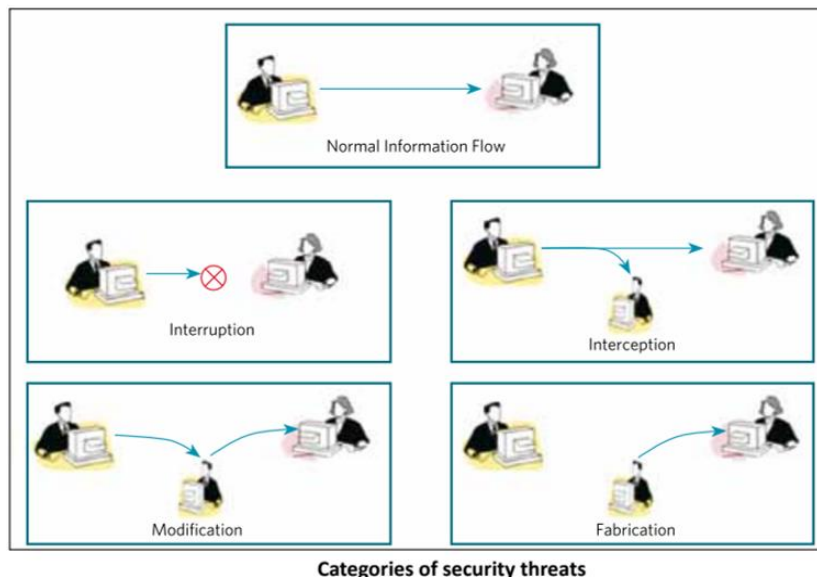 Normal Information Flow
Interruption
Interception
Modification
Fabrication
Categories of security threats